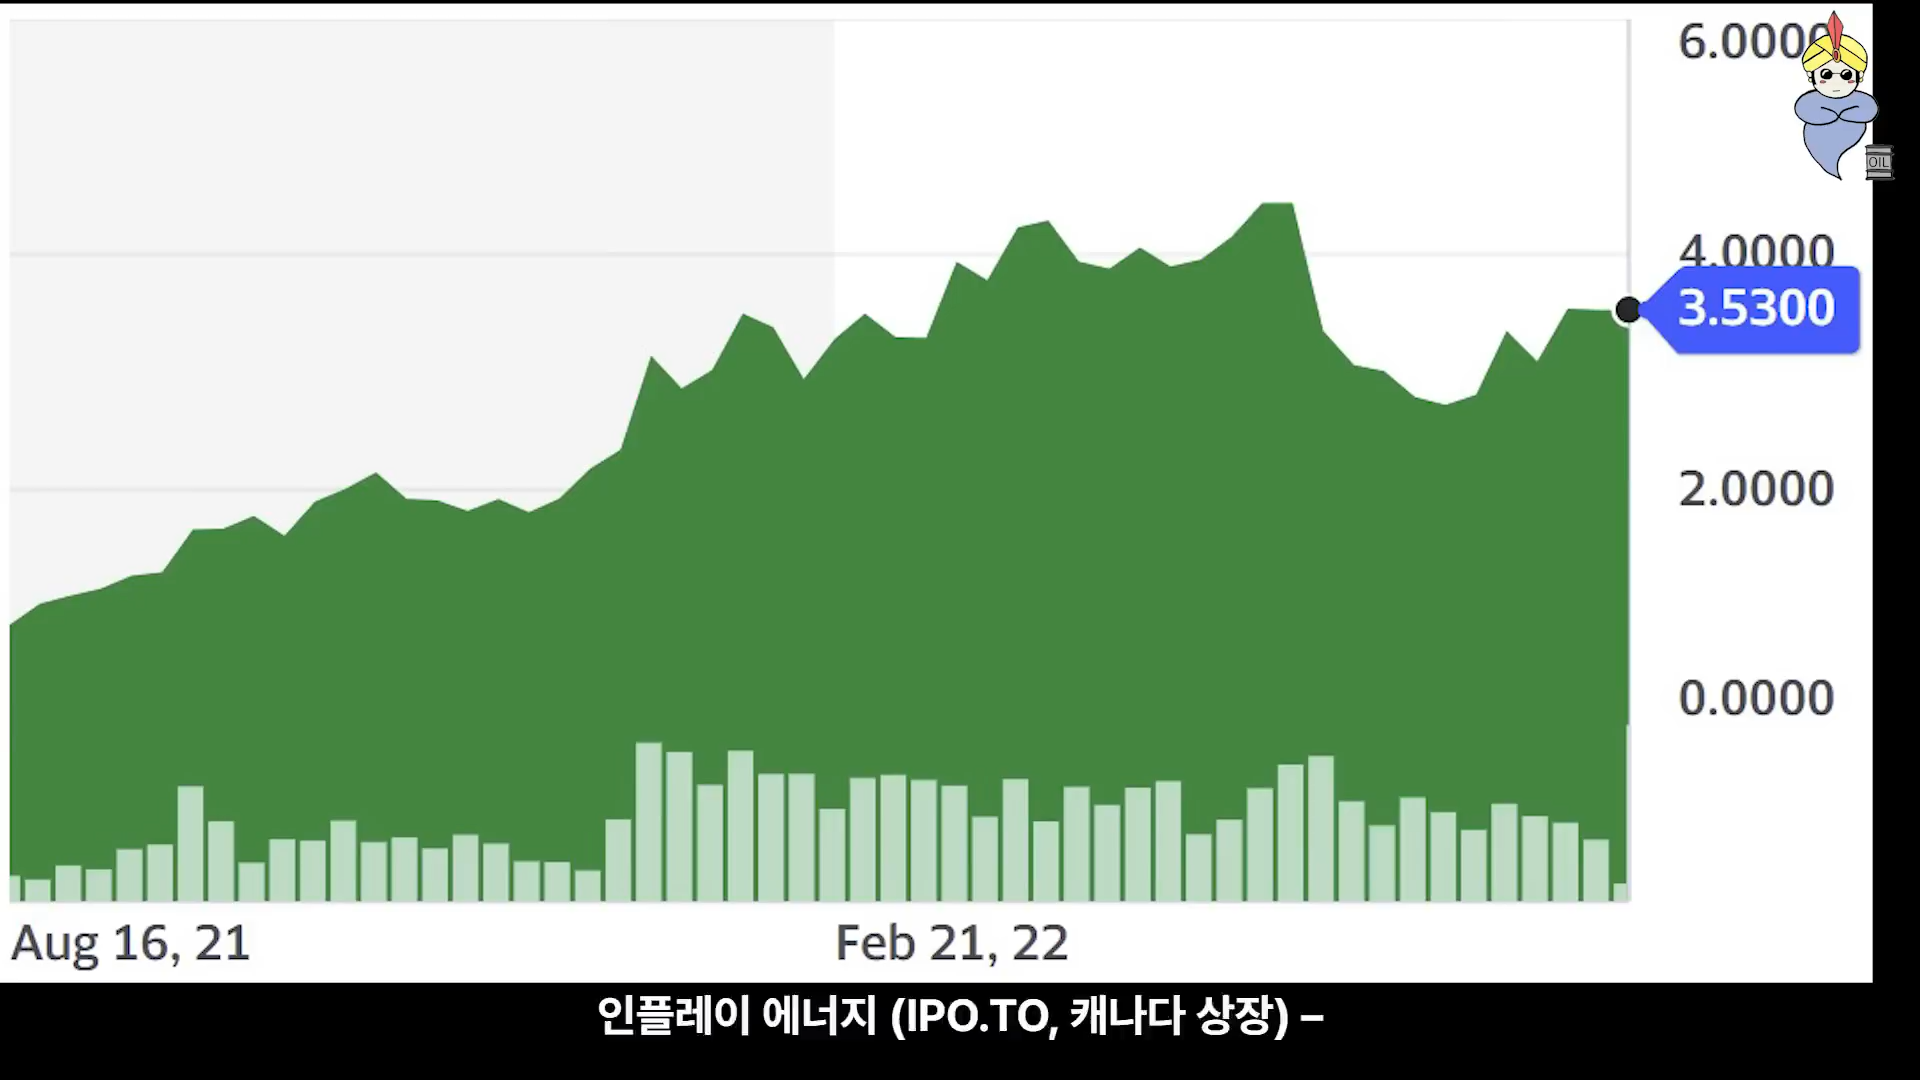 6.0000
4.0000
3.5300
2.0000
0.0000
Aug 16, 21
Feb 21, 22
OIL
인플레이 에너지 (IPO.TO, 캐나다 상장) –